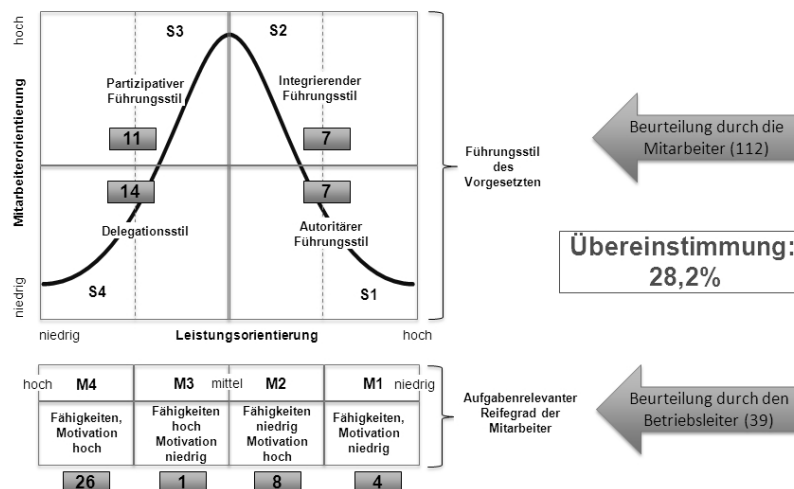 hoch
S3
S2
Mitarbeiterorientierung
Partizipativer
Führungsstil
Integrierender
Führungsstil
11
7
14
7
Delegationsstil
Autoritärer
Führungsstil
S4
S1
niedrig
niedrig
Leistungsorientierung
hoch
Führungsstil
des
Vorgesetzten
Beurteilung durch die
Mitarbeiter (112)
Übereinstimmung:
28,2%
hoch
M4
M3
mittel
M2
M1
niedrig
Fähigkeiten,
Motivation
hoch
Fähigkeiten
hoch
Motivation
niedrig
Fähigkeiten
niedrig
Motivation
hoch
Fähigkeiten,
Motivation
niedrig
26
1
8
4
Aufgabenrelevanter
Reifegrad der
Mitarbeiter
Beurteilung durch den
Betriebsleiter (39)